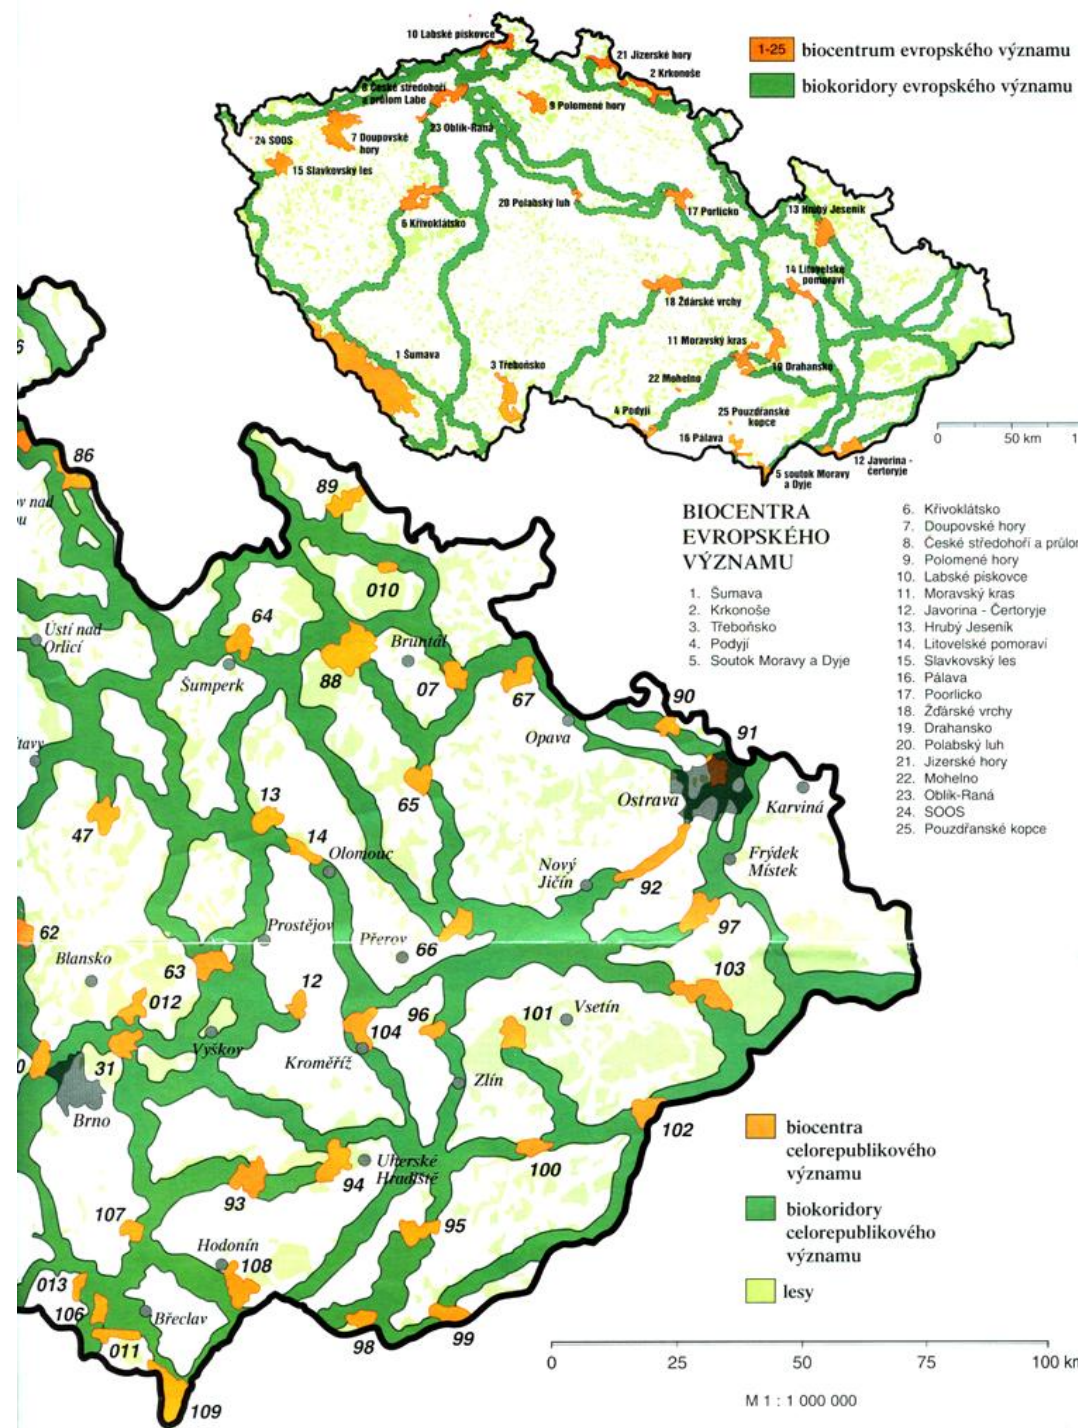 10 Labské pískovce
21 Jizerské hory
2 Krkonoše
8 České středohoří
a průlom Labe
9 Polomené hory
23 Oblík-Raná
24 SOOS
7 Doupovské
hory
15 Slavkovský les
20 Polabský luh
17 Porlicko
13 Hrubý Jeseník
6 Křivoklátsko
14 Litovelské
pomoraví
18 Žďárské vrchy
11 Moravský kras
1 Šumava
3 Třeboňsko
19 Drahansko
22 Mohelno
4 Podyjí
25 Pouzdřanské
kopce
16 Pálava
12 Javorina -
čertoryje
5 soutok Moravy
a Dyje
1-25 biocentrum evropského významu
biokoridory evropského významu
0 50 km
BIOCENTRA
EVROPSKÉHO
VÝZNAMU
1. Šumava
2. Krkonoše
3. Třeboňsko
4. Podyjí
5. Soutok Moravy a Dyje
6. Křivoklátsko
7. Doupovské hory
8. České středohoří a průlom
9. Polomené hory
10. Labské pískovce
11. Moravský kras
12. Javorina - Čertoryje
13. Hrubý Jeseník
14. Litovelské pomoraví
15. Slavkovský les
16. Pálava
17. Poorlicko
18. Žďárské vrchy
19. Drahansko
20. Polabský luh
21. Jizerské hory
22. Mohelno
23. Oblík-Raná
24. SOOS
25. Pouzdřanské kopce
86
nad
89
010
64
Ústí nad
Orlicí
Šumperk
88
Bruntál
07
67
90
Opava
91
Ostrava
Karviná
65
13
47
14
Olomouc
Nový
Jičín
92
Frýdek
Místek
62
Prostějov
Přerov
66
97
Blansko
63
103
12
012
96
101
Vsetín
104
Vyškov
Kroměříž
31
Zlín
Brno
102
Uherské
Hradiště
100
93
94
107
95
Hodonín
108
013
106
Břeclav
011
98
99
109
biocentra
celorepublikového
významu
biokoridory
celorepublikového
významu
lesy
0 25 50 75 100
M 1 : 1 000 000